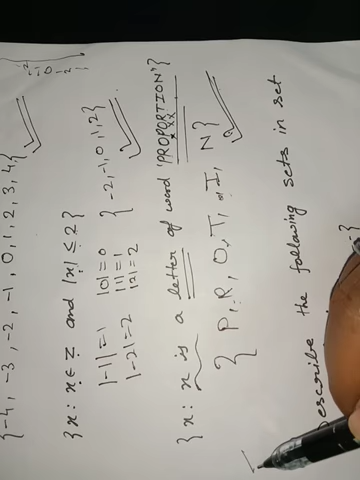 {-4, -3, -2, -1, 0, 1, 2, 3, 4}
{x : x ∈ Z and |x| ≤ 2}
|-1| = 1 |0| = 0 {-2, -1, 0, 1, 2}
|-2| = 2 |1| = 1
|2| = 2
{x : x is a letter of word 'PROPORTION'}
{P, R, O, T, I, N}
escribe the following sets in set